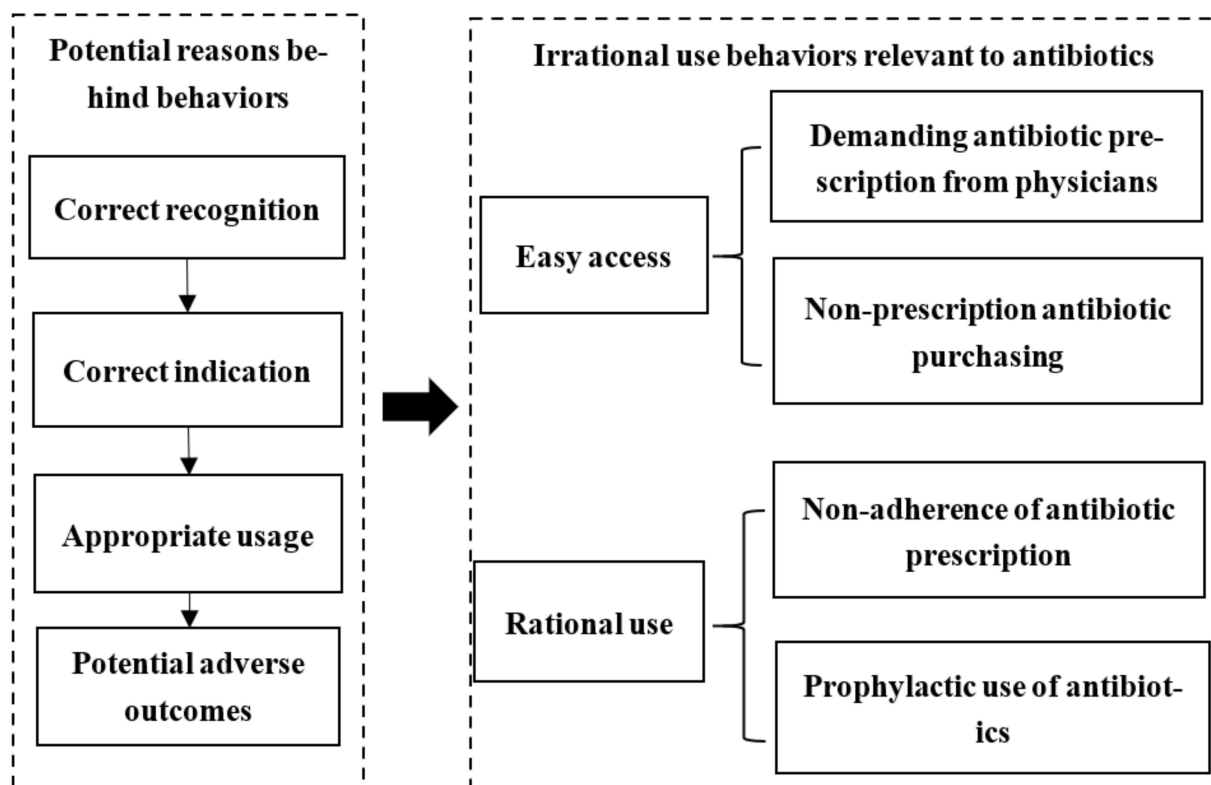 Potential reasons be-
hind behaviors
Correct recognition
Correct indication
Appropriate usage
Potential adverse
outcomes
Irrational use behaviors relevant to antibiotics
Easy access
Demanding antibiotic pre-
scription from physicians
Non-prescription antibiotic
purchasing
Rational use
Non-adherence of antibiotic
prescription
Prophylactic use of antibiot-
ics